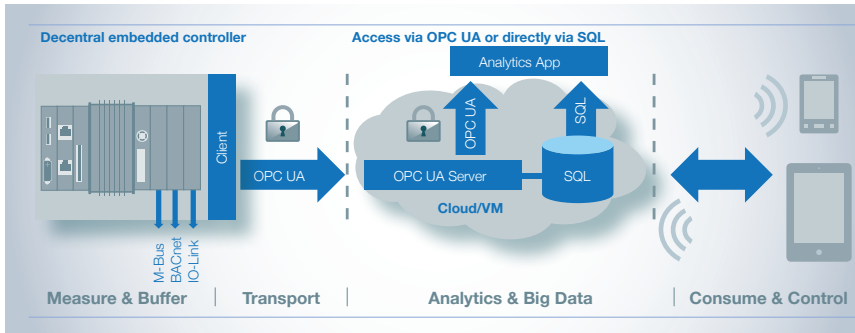 Decentral embedded controller
Access via OPC UA or directly via SQL
Analytics App
Client
OPC UA
OPC UA
SQL
OPC UA Server
SQL
Cloud/VM
M-Bus
BACnet
IO-Link
Measure & Buffer
Transport
Analytics & Big Data
Consume & Control